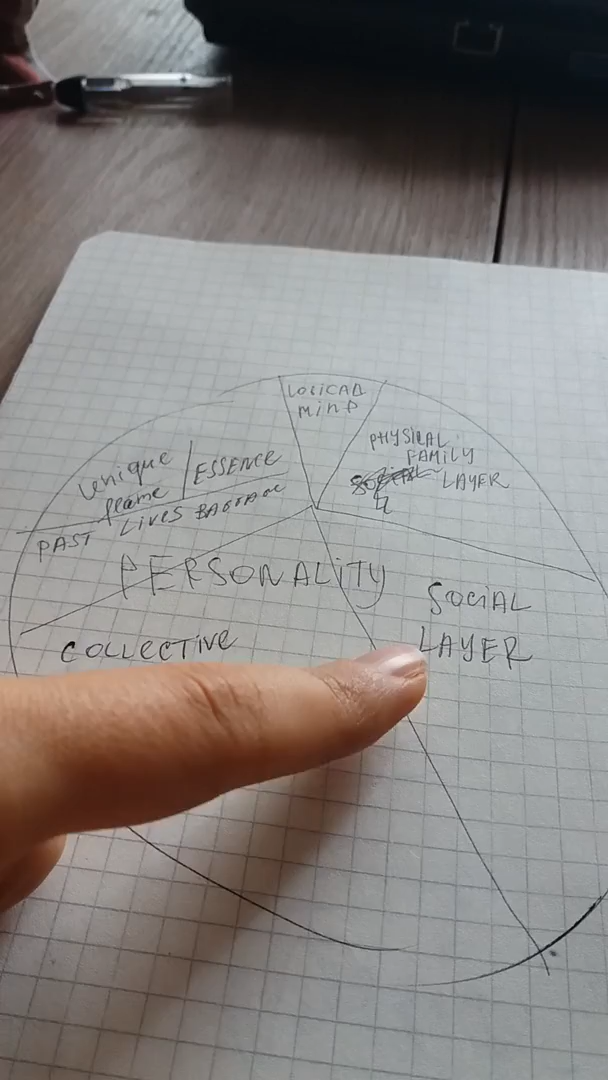 LOGICAL
MIND
PHYSICAL
FAMILY
LAYER
Unique
flame
ESSENCE
PAST LIVES BAGGAGE
PERSONALITY
SOCIAL
LAYER
COLLECTIVE